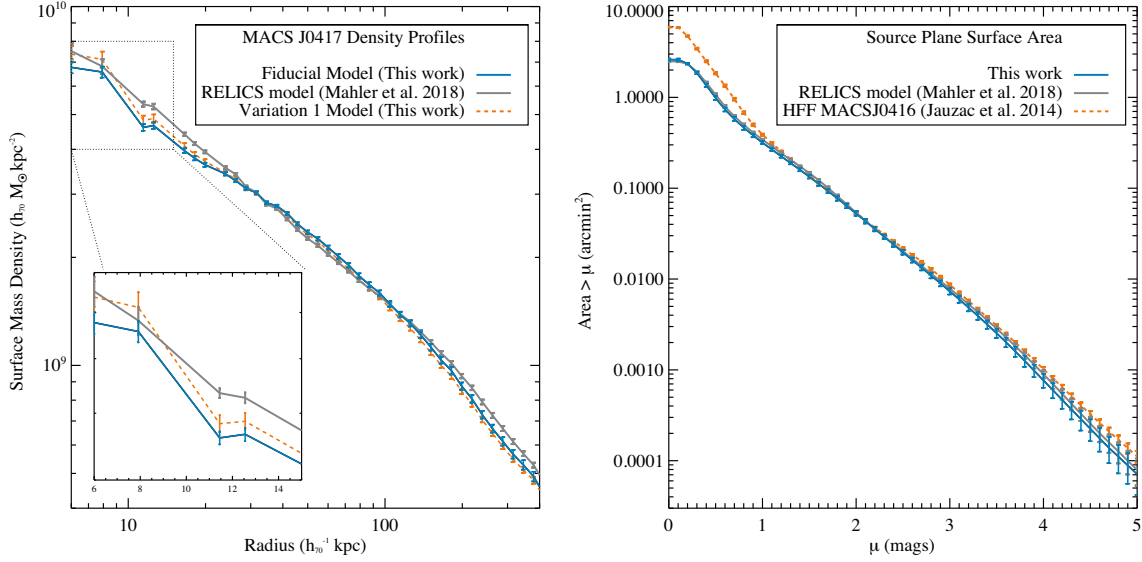 MACS J0417 Density Profiles
Fiducial Model (This work)
RELICS model (Mahler et al. 2018)
Variation 1 Model (This work)
10¹⁰
10⁹
Surface Mass Density (h₇₀ M☉ kpc⁻²)
6 8 10 12 14
10 100
Radius (h₇₀⁻¹ kpc)
Source Plane Surface Area
This work
RELICS model (Mahler et al. 2018)
HFF MACSJ0416 (Jauzac et al. 2014)
10.0000
1.0000
0.1000
0.0100
0.0010
0.0001
Area > μ (arcmin²)
0 1 2 3 4 5
μ (mags)